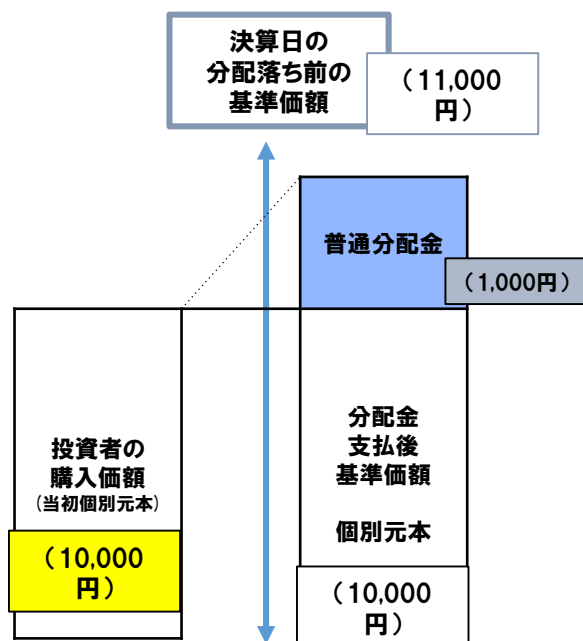 決算日の
分配落ち前の
基準価額
（11,000
円）
普通分配金
（1,000円）
投資者の
購入価額
（当初個別元本）
（10,000
円）
分配金
支払後
基準価額
個別元本
（10,000
円）